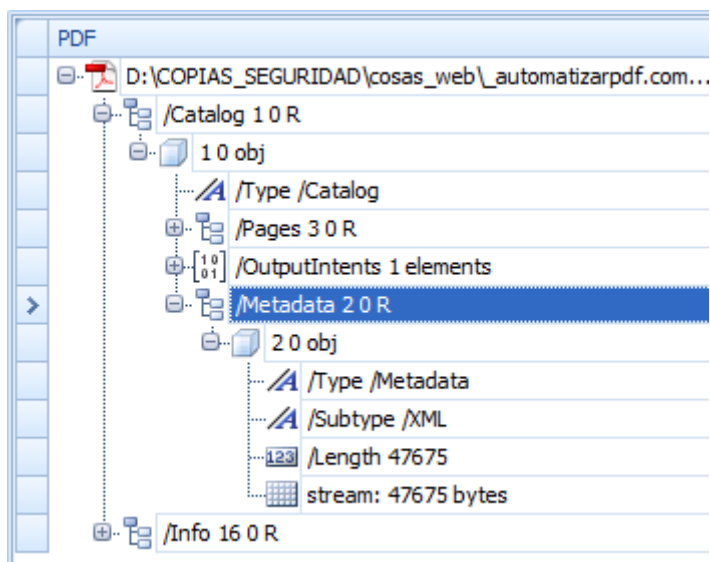 PDF
D:\COPIAS_SEGURIDAD\cosas_web\_automatizarpdf.com...
/Catalog 1 0 R
1 0 obj
/Type /Catalog
/Pages 3 0 R
/OutputIntents 1 elements
/Metadata 2 0 R
2 0 obj
/Type /Metadata
/Subtype /XML
/Length 47675
stream: 47675 bytes
/Info 16 0 R